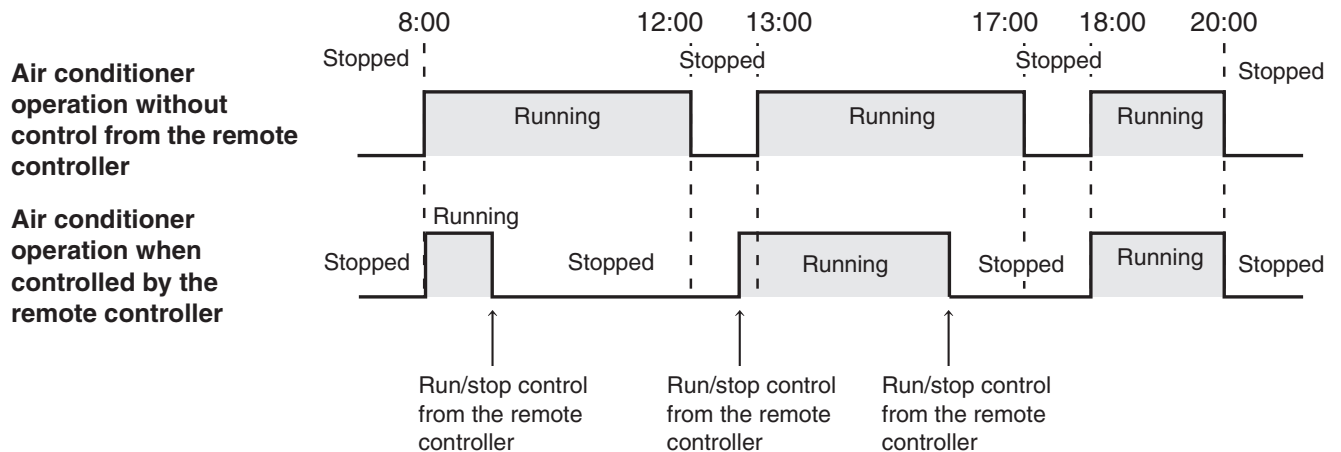 8:00 12:00 13:00 17:00 18:00 20:00
Stopped Stopped Stopped Stopped
Air conditioner
operation without
control from the remote
controller
Running Running Running
Air conditioner
operation when
controlled by the
remote controller
Running
Stopped Stopped Running Stopped Running Stopped
Run/stop control
from the remote
controller
Run/stop control
from the remote
controller
Run/stop control
from the remote
controller